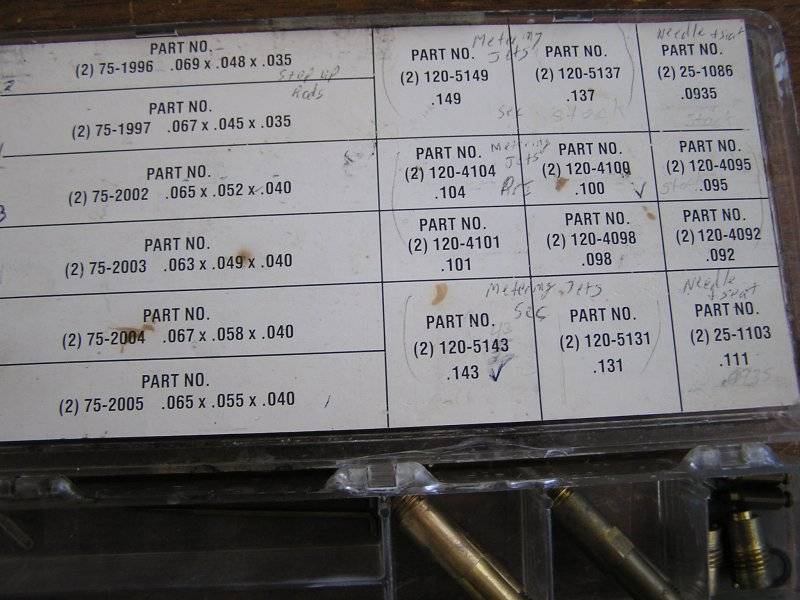 PART NO.
(2) 75-1996 .069 x .048 x .035
Step up
Rods
PART NO.
(2) 75-1997 .067 x .045 x .035
PART NO.
(2) 75-2002 .065 x .052 x .040
PART NO.
(2) 75-2003 .063 x .049 x .040
PART NO.
(2) 75-2004 .067 x .058 x .040
PART NO.
(2) 75-2005 .065 x .055 x .040
Metering
Jets
PART NO.
(2) 120-5149
.149
PART NO.
(2) 120-5137
.137
Sec stock
Needle + seat
PART NO.
(2) 25-1086
.0935
Stock
Metering
Jets
PART NO.
(2) 120-4104
.104
PRI
PART NO.
(2) 120-4109
.100
PART NO.
(2) 120-4095
.095
PART NO.
(2) 120-4101
.101
PART NO.
(2) 120-4098
.098
PART NO.
(2) 120-4092
.092
Metering Jets
Sec
PART NO.
(2) 120-5143
.143
PART NO.
(2) 120-5131
.131
Needle
+ seat
PART NO.
(2) 25-1103
.111